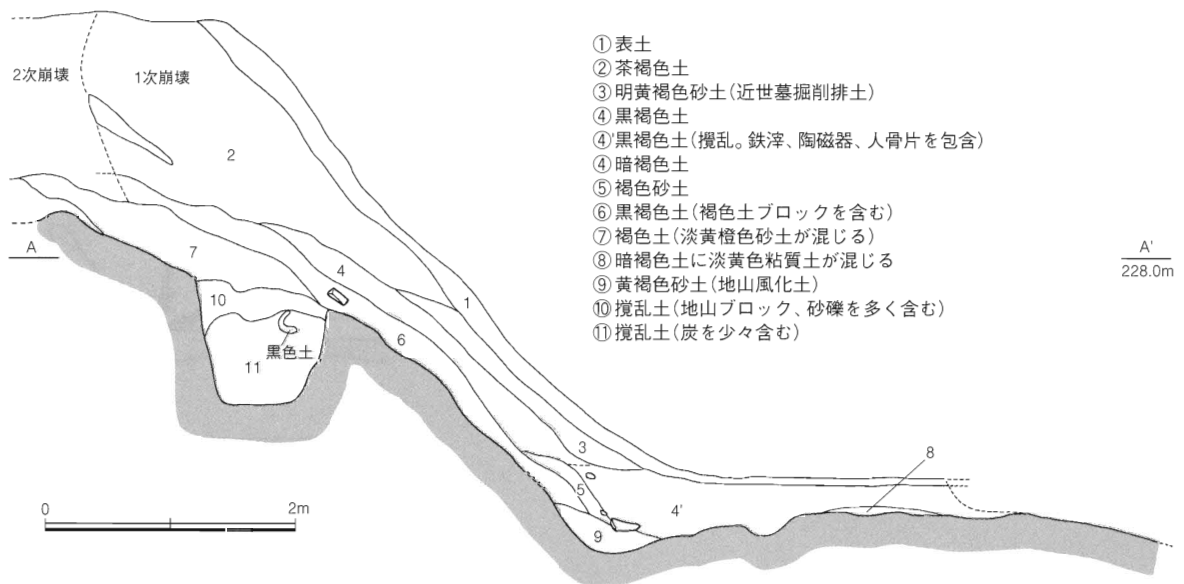 ①表土
②茶褐色土
③明黄褐色砂土(近世墓掘削排土)
④黒褐色土
④'黒褐色土(攪乱。鉄滓、陶磁器、人骨片を包含)
④暗褐色土
⑤褐色砂土
⑥黒褐色土(褐色土ブロックを含む)
⑦褐色土(淡黄橙色砂土が混じる)
⑧暗褐色土に淡黄色粘質土が混じる
⑨黄褐色砂土(地山風化土)
⑩撹乱土(地山ブロック、砂礫を多く含む)
⑪撹乱土(炭を少々含む)
2次崩壊
1次崩壊
2
A
A'
228.0m
7
4
1
10
6
黒色土
11
3
8
5
4'
9
0
2m